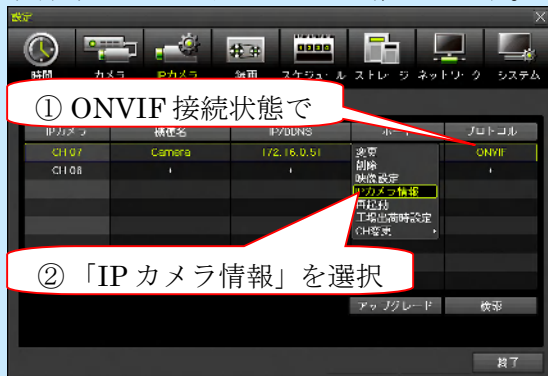 設定
時間 カメラ IPカメラ 録画 スケジュール ストレージ ネットワーク システム
① ONVIF 接続状態で
IPカメラ 機種名 IP/DDNS ポート プロトコル
CH07 Camera 172.16.0.51 ONVIF
CH08 + + +
変更
削除
映像設定
IPカメラ情報
再起動
工場出荷時設定
CH変更
② 「IP カメラ情報」を選択
アップグレード 検索
終了